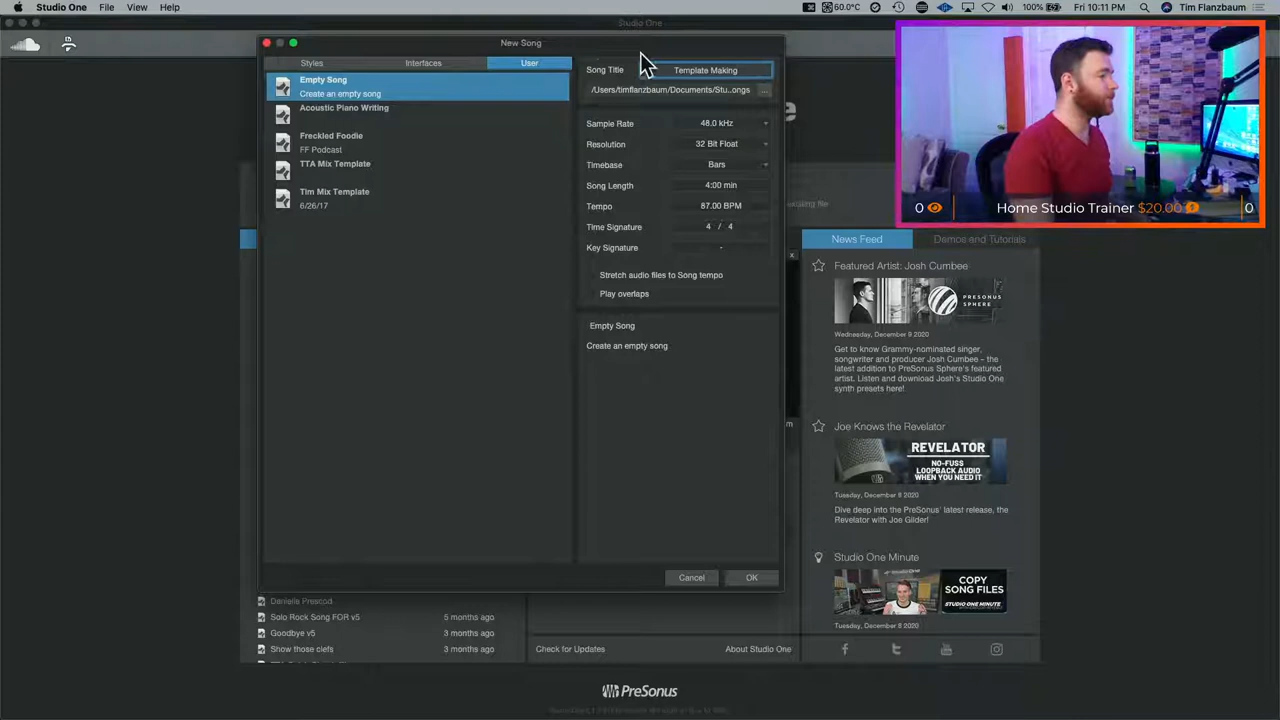 Studio One File Edit View Help
60.0°C 100% Fri 10:11 PM Tim Flanzbaum
Studio One
New Song
Styles Interfaces User
Empty Song
Create an empty song
Acoustic Piano Writing
Freckled Foodie
FF Podcast
TTA Mix Template
Tim Mix Template
6/26/17
Song Title Template Making
/Users/timflanzbaum/Documents/Stu..ongs ...
Sample Rate 48.0 kHz
Resolution 32 Bit Float
Timebase Bars
Song Length 4:00 min
Tempo 87.00 BPM
Time Signature 4 / 4
Key Signature -
Stretch audio files to Song tempo
Play overlaps
Empty Song
Create an empty song
Cancel OK
0 Home Studio Trainer $20.00 0
x
News Feed Demos and Tutorials
Featured Artist: Josh Cumbee
PRESONUS
SPHERE
Wednesday, December 9 2020
Get to know Grammy-nominated singer,
songwriter and producer Josh Cumbee – the
latest addition to PreSonus Sphere's featured
artist. Listen and download Josh's Studio One
synth presets here!
Joe Knows the Revelator
REVELATOR
NO-FUSS
LOOPBACK AUDIO
WHEN YOU NEED IT
Tuesday, December 8 2020
Dive deep into the PreSonus' latest release, the
Revelator with Joe Gilder!
Studio One Minute
COPY
SONG FILES
STUDIO ONE MINUTE
Tuesday, December 8 2020
Danielle Prescod
Solo Rock Song FOR v5 5 months ago
Goodbye v5 3 months ago
Show those clefs 3 months ago
Check for Updates About Studio One
PreSonus